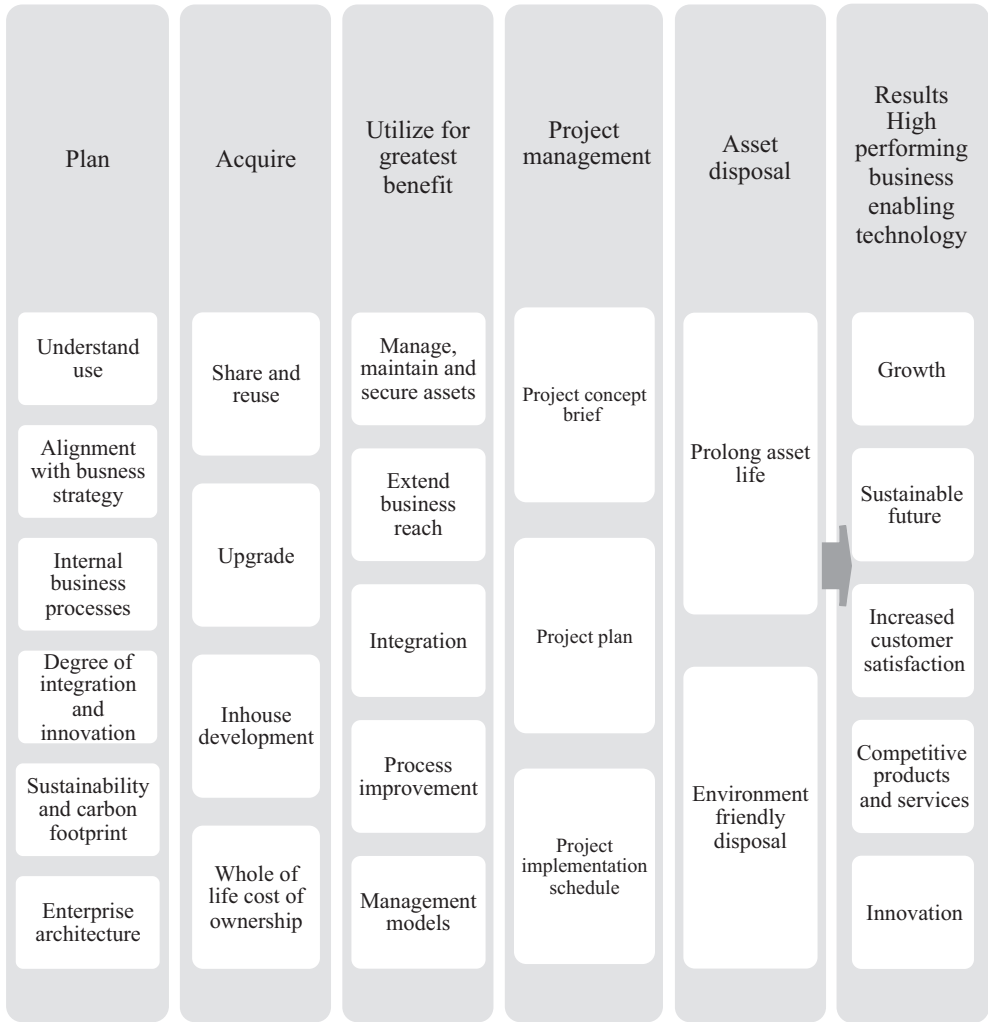 Plan
Understand
use
Alignment
with busness
strategy
Internal
business
processes
Degree of
integration
and
innovation
Sustainability
and carbon
footprint
Enterprise
architecture
Acquire
Share and
reuse
Upgrade
Inhouse
development
Whole of
life cost of
ownership
Utilize for
greatest
benefit
Manage,
maintain and
secure assets
Extend
business
reach
Integration
Process
improvement
Management
models
Project
management
Project concept
brief
Project plan
Project
implementation
schedule
Asset
disposal
Prolong asset
life
Environment
friendly
disposal
Results
High
performing
business
enabling
technology
Growth
Sustainable
future
Increased
customer
satisfaction
Competitive
products
and services
Innovation